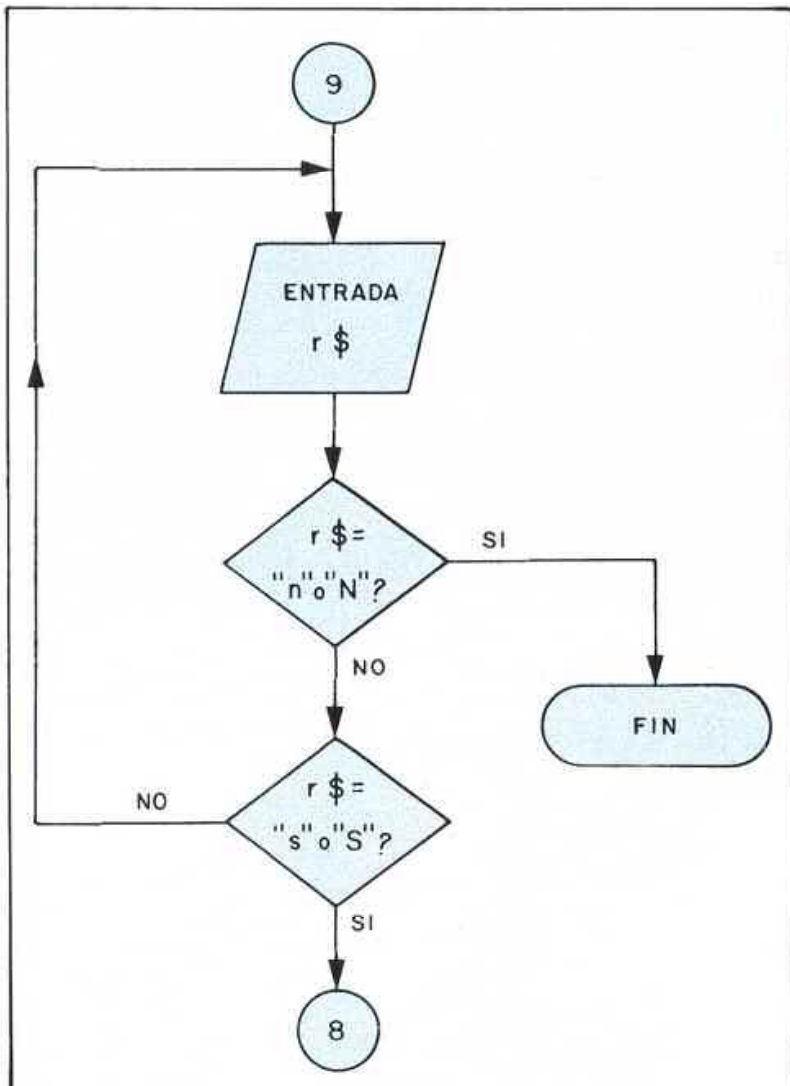 9
ENTRADA
r $
r $=
"n"o"N"?
SI
NO
FIN
r $=
"s"o"S"?
NO
SI
8